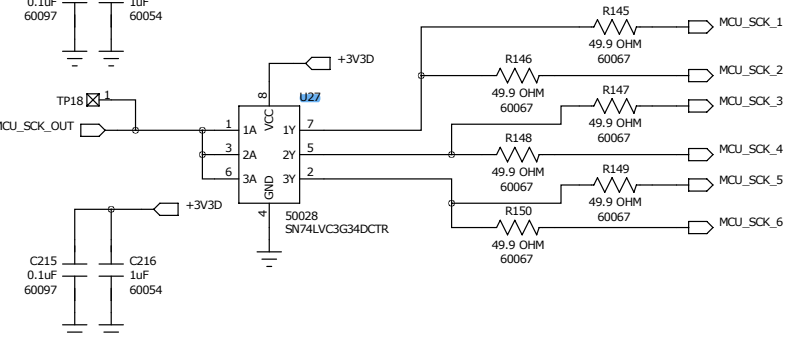 0.1uF
60097
1uF
60054
TP18
1
MCU_SCK_OUT
+3V3D
8
VCC
U27
1
1A
1Y
7
3
2A
2Y
5
6
3A
3Y
2
GND
4
50028
SN74LVC3G34DCTR
R145
49.9 OHM
60067
MCU_SCK_1
R146
49.9 OHM
60067
MCU_SCK_2
R147
49.9 OHM
60067
MCU_SCK_3
R148
49.9 OHM
60067
MCU_SCK_4
R149
49.9 OHM
60067
MCU_SCK_5
R150
49.9 OHM
60067
MCU_SCK_6
+3V3D
C215
0.1uF
60097
C216
1uF
60054